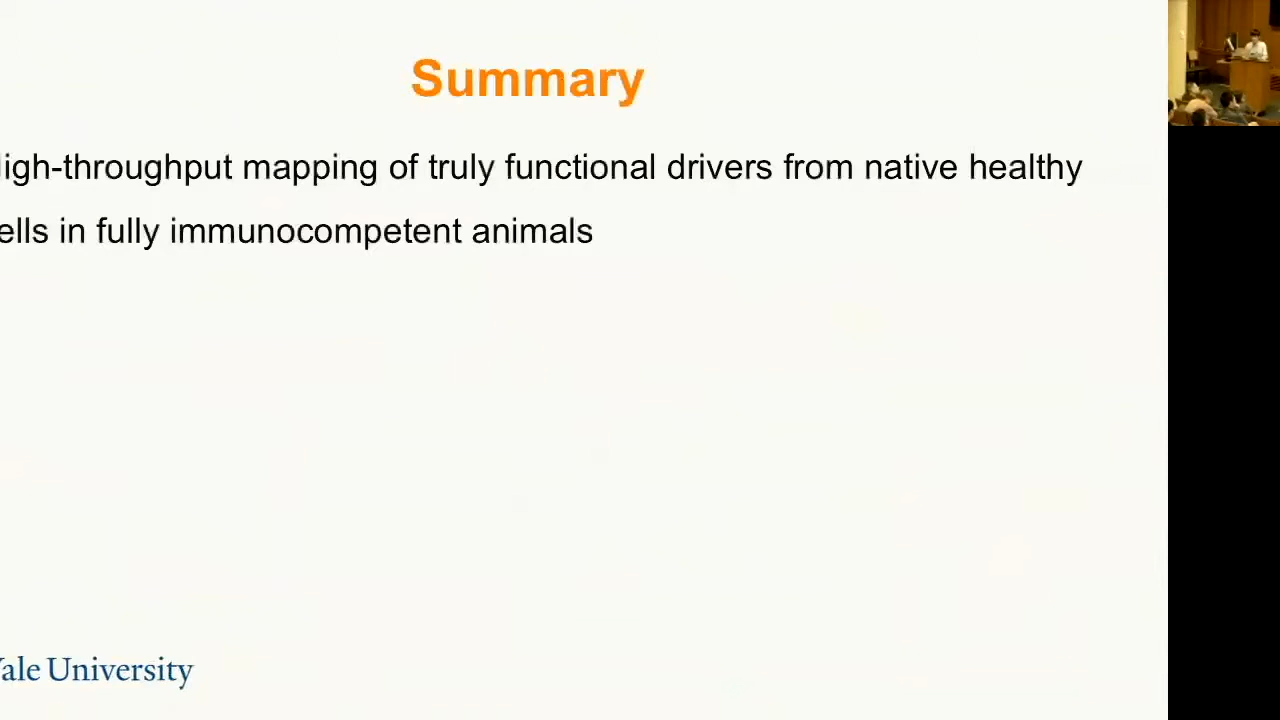 Summary
igh-throughput mapping of truly functional drivers from native healthy
ells in fully immunocompetent animals
ale University